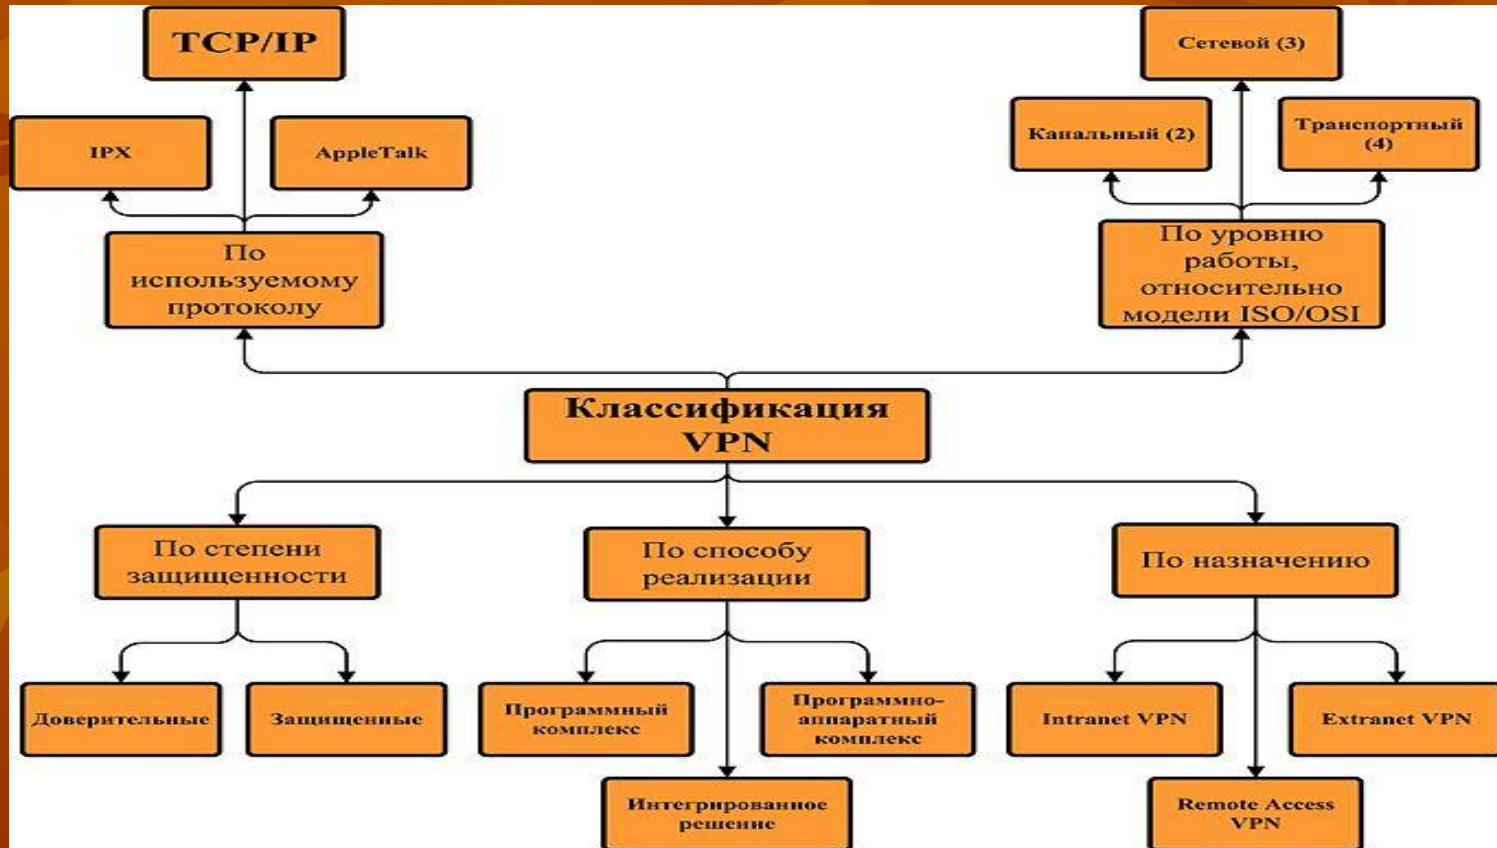 TCP/IP
Сетевой (3)
IPX
AppleTalk
Канальный (2)
Транспортный
(4)
По
используемому
протоколу
По уровню
работы,
относительно
модели ISO/OSI
Классификация
VPN
По степени
защищенности
По способу
реализации
По назначению
Доверительные
Защищенные
Программный
комплекс
Программно-
аппаратный
комплекс
Intranet VPN
Extranet VPN
Интегрированное
решение
Remote Access
VPN